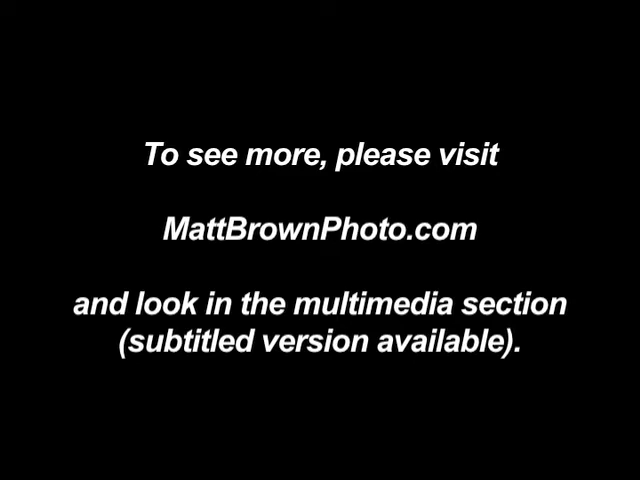 To see more, please visit
MattBrownPhoto.com
and look in the multimedia section
(subtitled version available).